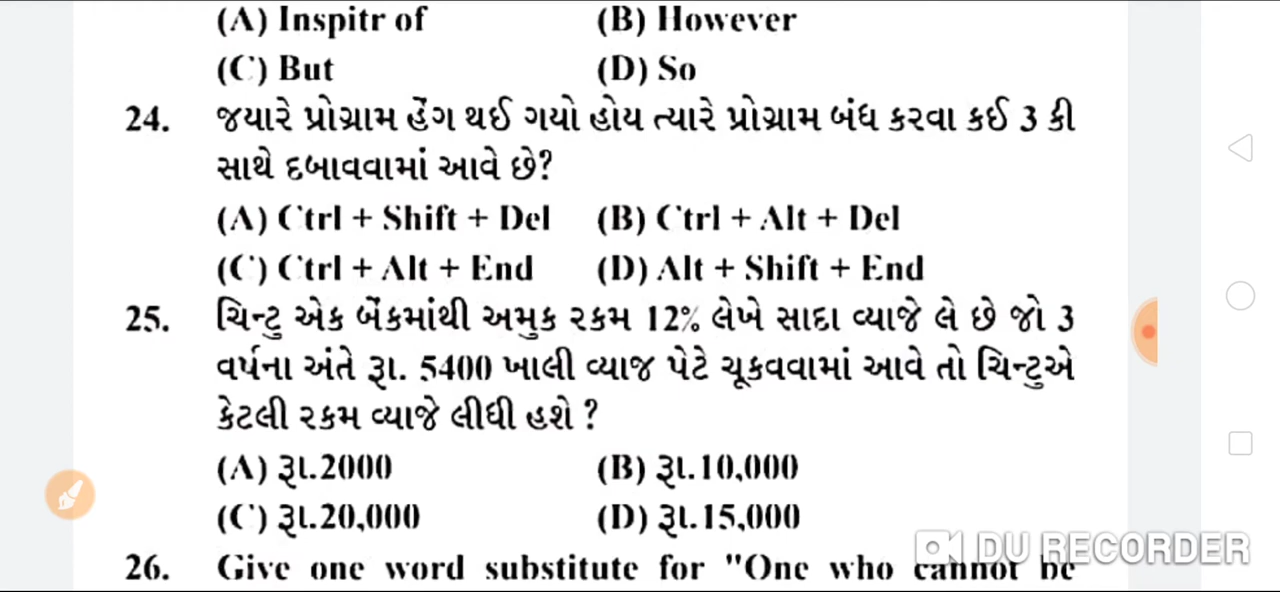 (A) Inspitr of (B) However
(C) But (D) So
24. જયારે પ્રોગ્રામ હેંગ થઈ ગયો હોય ત્યારે પ્રોગ્રામ બંધ કરવા કઈ 3 કી
સાથે દબાવવામાં આવે છે?
(A) Ctrl + Shift + Del (B) Ctrl + Alt + Del
(C) Ctrl + Alt + End (D) Alt + Shift + End
25. ચિન્ટુ એક બેંકમાંથી અમુક રકમ 12% લેખે સાદા વ્યાજે લે છે જો 3
વર્ષના અંતે રૂા. 5400 ખાલી વ્યાજ પેટે ચૂકવવામાં આવે તો ચિન્ટુએ
કેટલી રકમ વ્યાજે લીધી હશે ?
(A) રૂા.2000 (B) રૂા.10,000
(C) રૂા.20,000 (D) રૂા.15,000
DU RECORDER
26. Give one word substitute for "One who cannot be